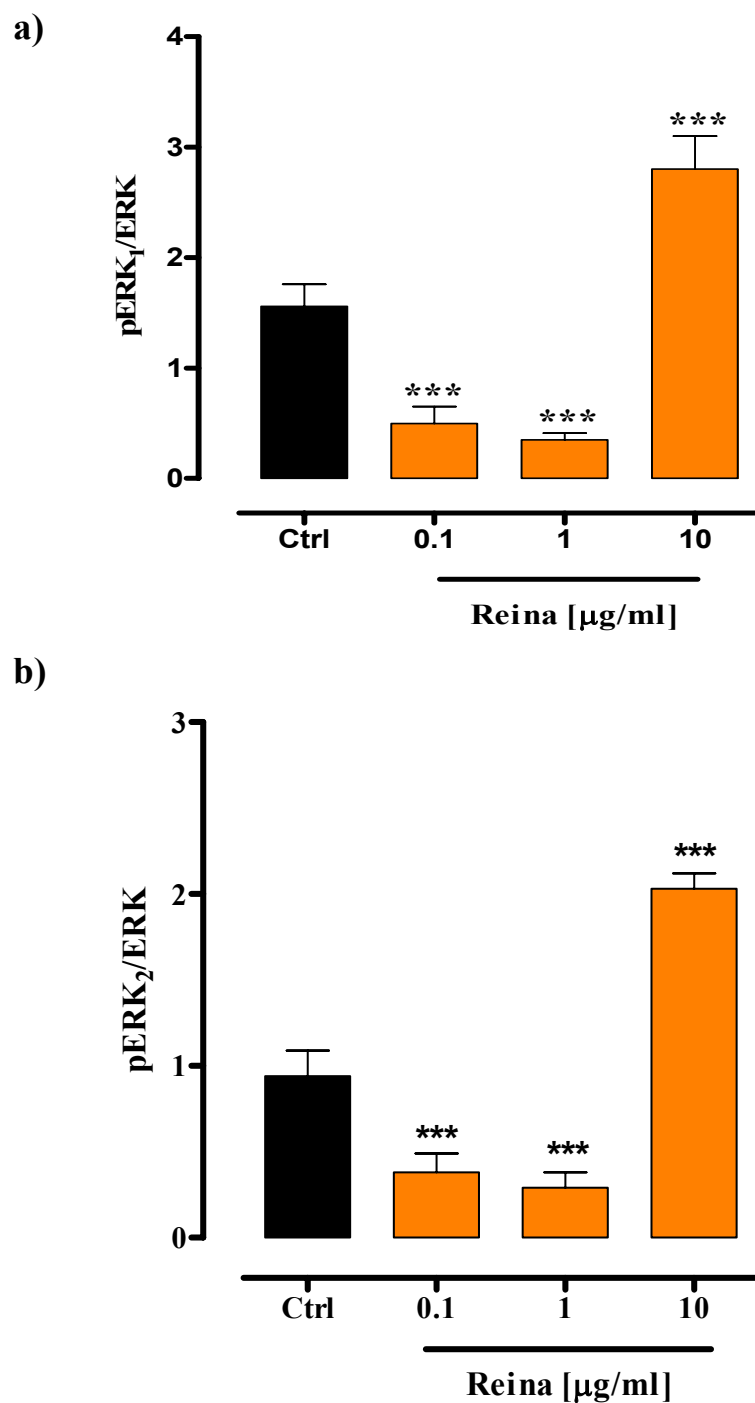 a)
pERK₁/ERK
4
***
3
2
***
***
1
0
Ctrl 0.1 1 10
Reina [μg/ml]
b)
pERK₂/ERK
3
***
2
1
***
***
0
Ctrl 0.1 1 10
Reina [μg/ml]